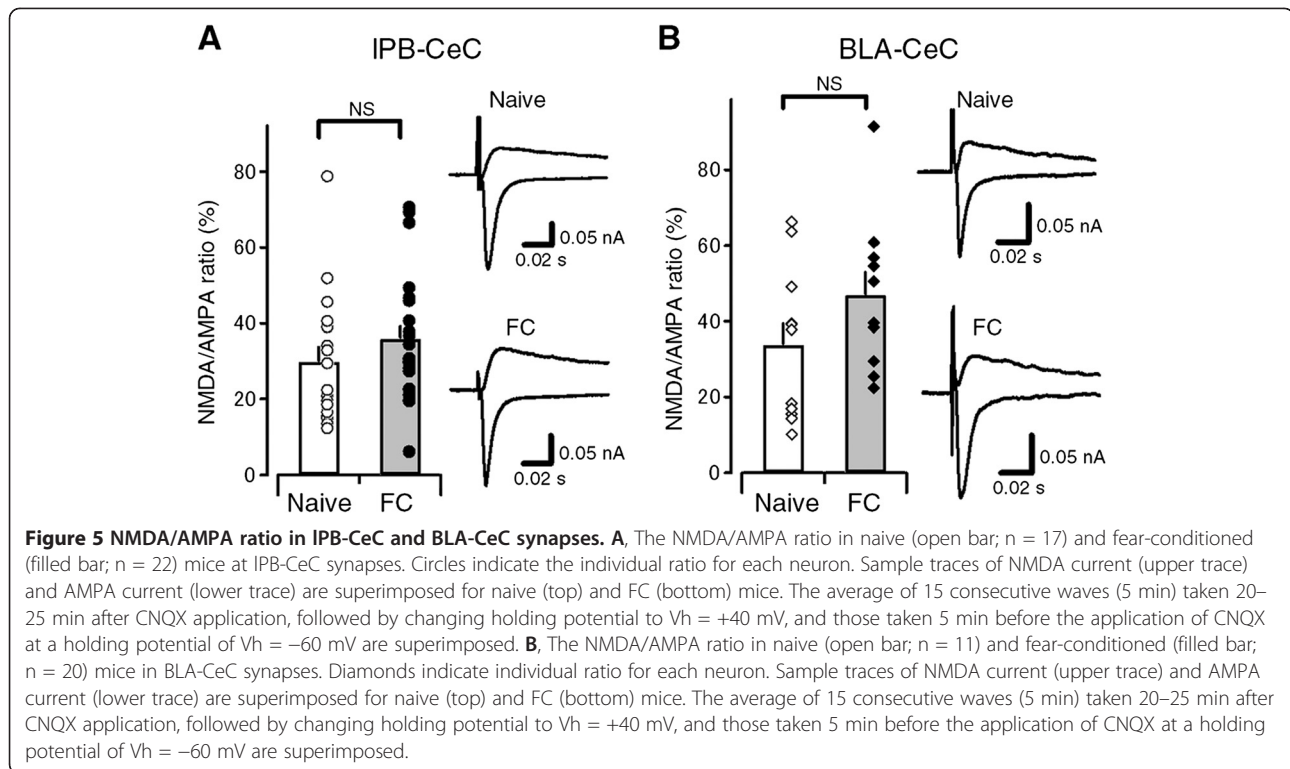 A
lPB-CeC
NS
NMDA/AMPA ratio (%)
80
60
40
20
0
Naive
FC
Naive
0.05 nA
0.02 s
FC
0.05 nA
0.02 s
B
BLA-CeC
NS
NMDA/AMPA ratio (%)
80
60
40
20
0
Naive
FC
Naive
0.05 nA
0.02 s
FC
0.05 nA
0.02 s
Figure 5 NMDA/AMPA ratio in lPB-CeC and BLA-CeC synapses. A, The NMDA/AMPA ratio in naive (open bar; n = 17) and fear-conditioned
(filled bar; n = 22) mice at lPB-CeC synapses. Circles indicate the individual ratio for each neuron. Sample traces of NMDA current (upper trace)
and AMPA current (lower trace) are superimposed for naive (top) and FC (bottom) mice. The average of 15 consecutive waves (5 min) taken 20–
25 min after CNQX application, followed by changing holding potential to Vh = +40 mV, and those taken 5 min before the application of CNQX
at a holding potential of Vh = −60 mV are superimposed. B, The NMDA/AMPA ratio in naive (open bar; n = 11) and fear-conditioned (filled bar;
n = 20) mice in BLA-CeC synapses. Diamonds indicate individual ratio for each neuron. Sample traces of NMDA current (upper trace) and AMPA
current (lower trace) are superimposed for naive (top) and FC (bottom) mice. The average of 15 consecutive waves (5 min) taken 20–25 min after
CNQX application, followed by changing holding potential to Vh = +40 mV, and those taken 5 min before the application of CNQX at a holding
potential of Vh = −60 mV are superimposed.